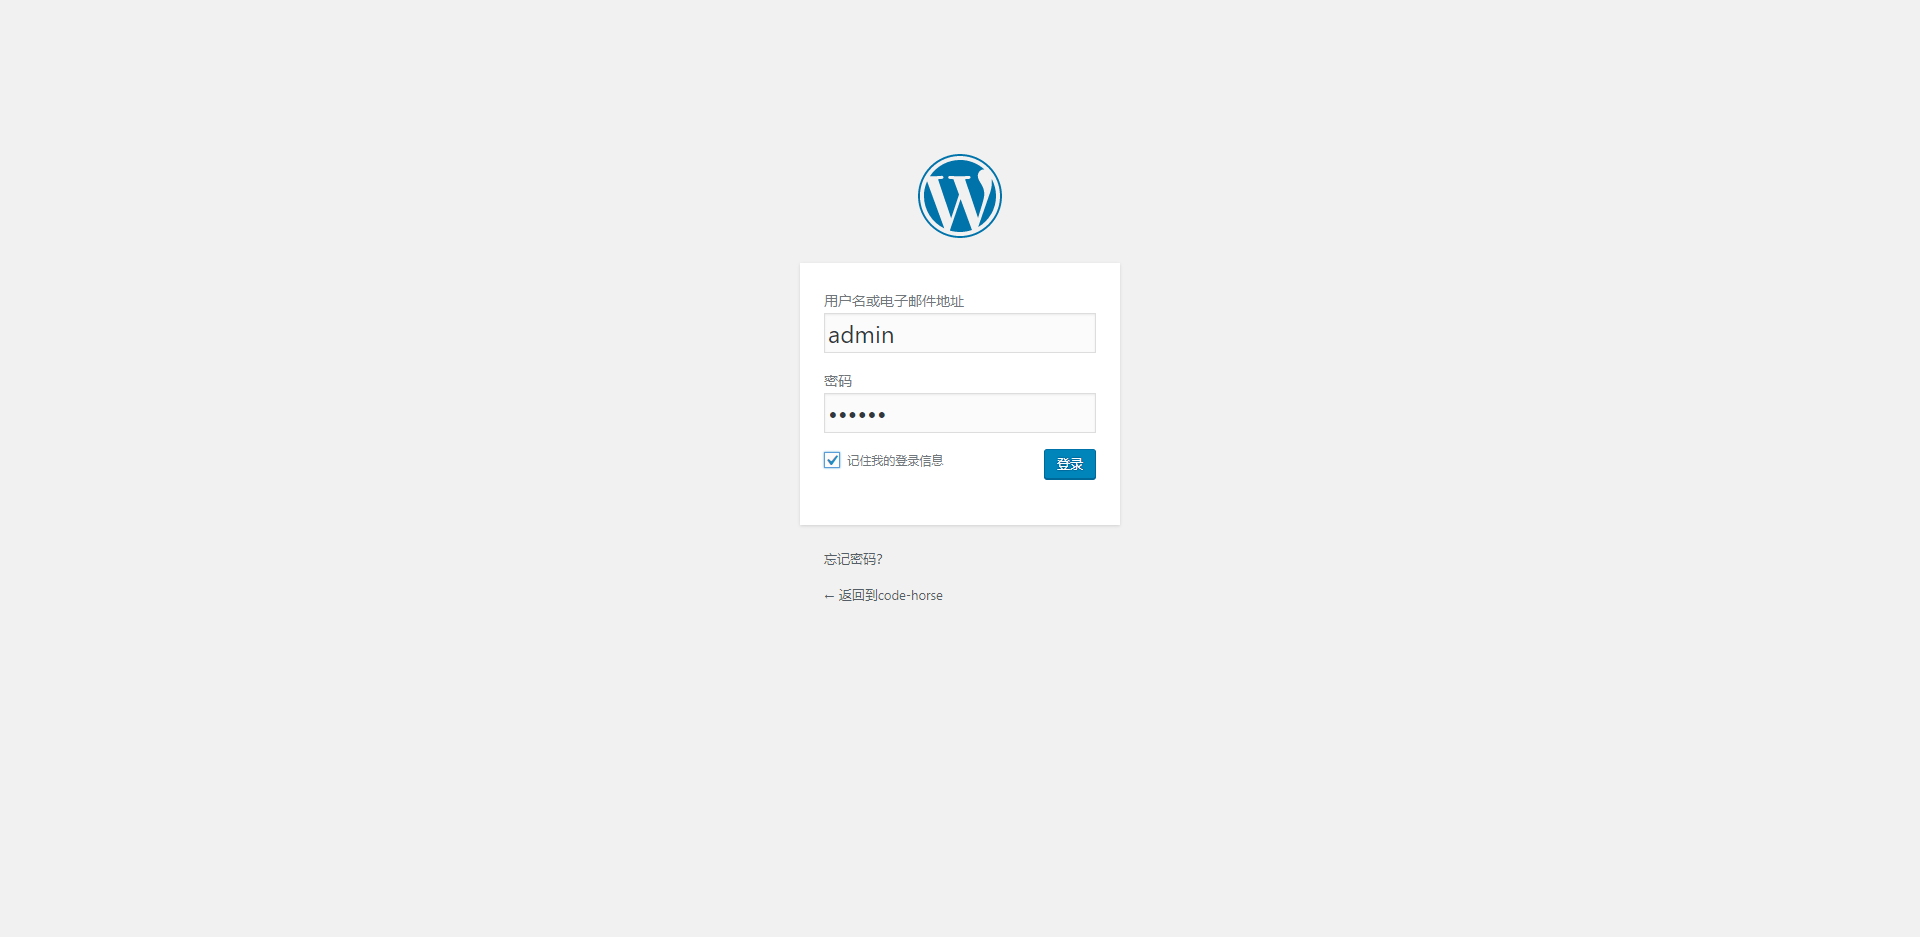 用户名或电子邮件地址
admin
密码
••••••
记住我的登录信息
登录
忘记密码？
← 返回到code-horse